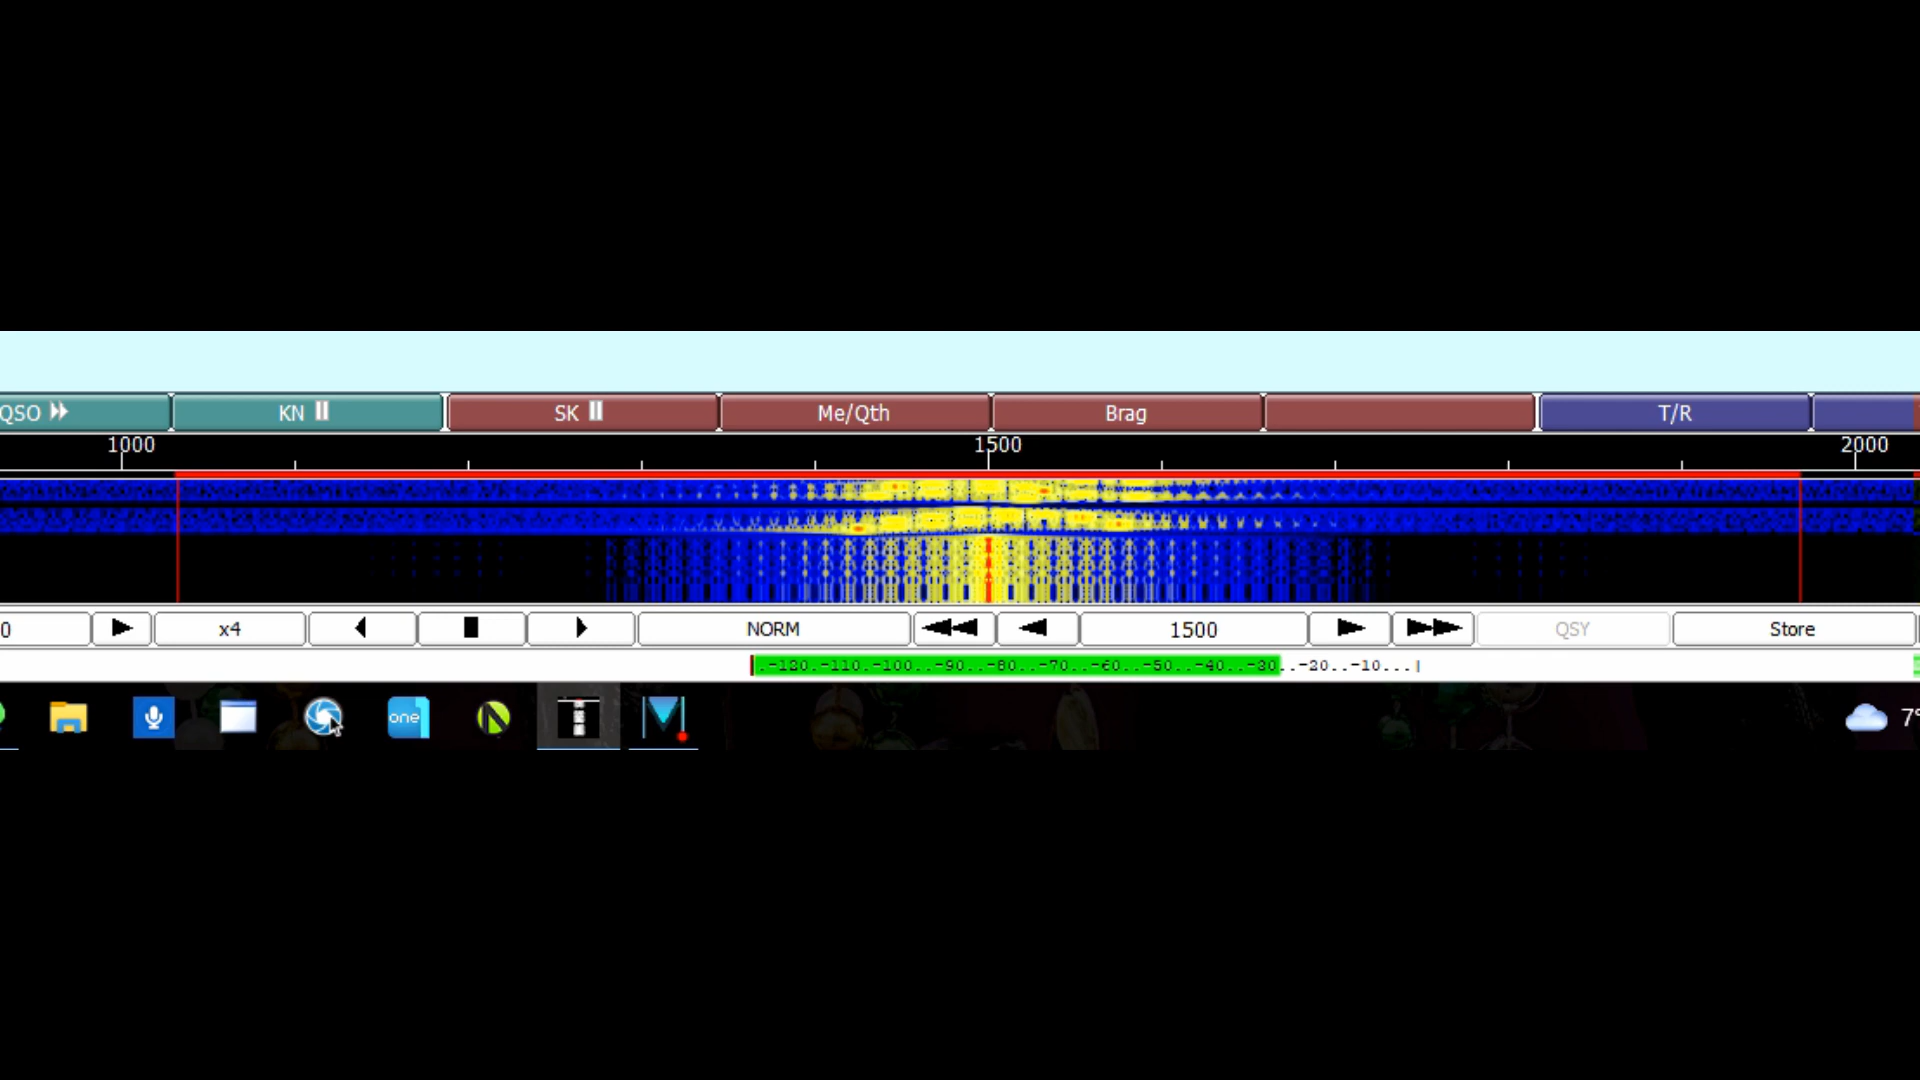 QSO KN SK Me/Qth Brag T/R
1000 1500 2000
0 x4 NORM 1500 QSY Store
.-120.-110.-100..-90..-80..-70..-60..-50..-40..-30..-20..-10...|
one 7°